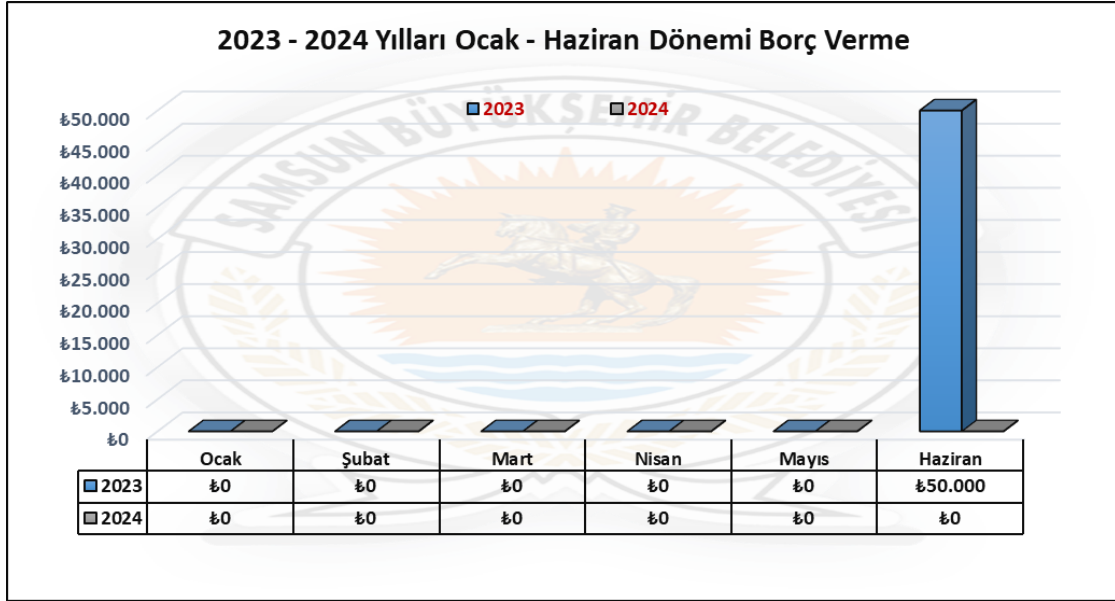 2023 - 2024 Yılları Ocak - Haziran Dönemi Borç Verme
SAMSUN BÜYÜKŞEHİR BELEDİYESİ
2023 2024
₺50.000
₺45.000
₺40.000
₺35.000
₺30.000
₺25.000
₺20.000
₺15.000
₺10.000
₺5.000
₺0
Ocak Şubat Mart Nisan Mayıs Haziran
2023 ₺0 ₺0 ₺0 ₺0 ₺0 ₺50.000
2024 ₺0 ₺0 ₺0 ₺0 ₺0 ₺0